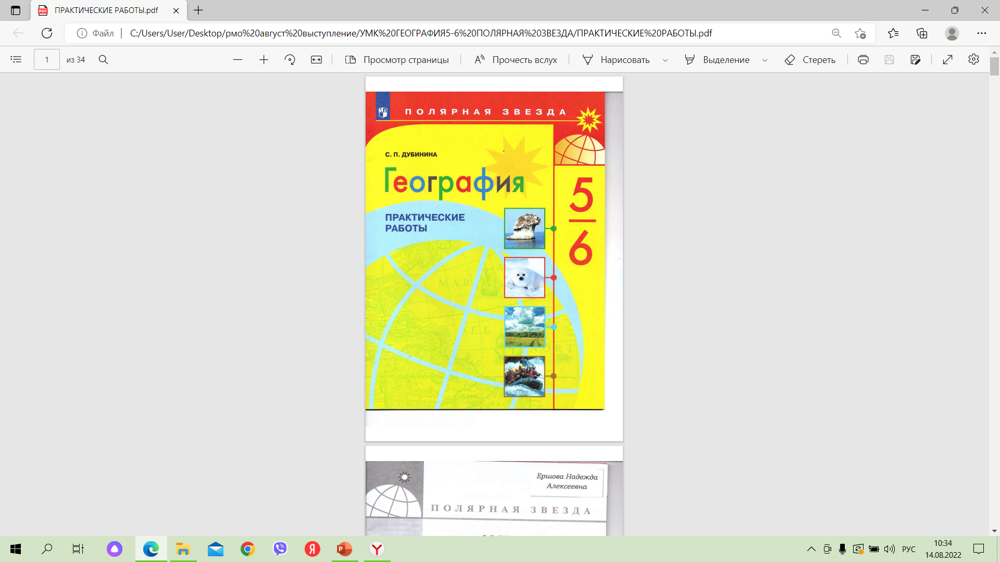 ПРАКТИЧЕСКИЕ РАБОТЫ.pdf
Файл
C:/Users/User/Desktop/рмо%20август%20выступление/УМК%20ГЕОГРАФИЯ5-6%20ПОЛЯРНАЯ%20ЗВЕЗДА/ПРАКТИЧЕСКИЕ%20РАБОТЫ.pdf
1 из 34
Просмотр страницы
Прочесть вслух
Нарисовать
Выделение
Стереть
ПОЛЯРНАЯ ЗВЕЗДА
С. П. ДУБИНИНА
География
5
6
ПРАКТИЧЕСКИЕ
РАБОТЫ
MAR
Ершова Надежда
Алексеевна
ПОЛЯРНАЯ ЗВЕЗДА
РУС
10:34
14.08.2022